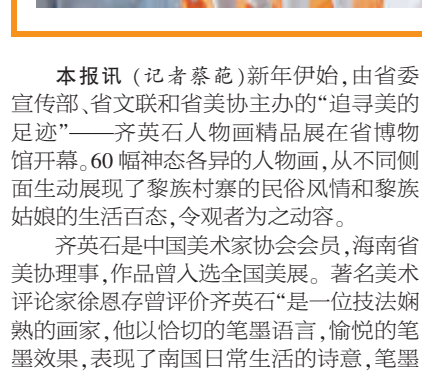 本报讯（记者蔡葩）新年伊始，由省委
宣传部、省文联和省美协主办的“追寻美的
足迹”——齐英石人物画精品展在省博物
馆开幕。60幅神态各异的人物画，从不同侧
面生动展现了黎族村寨的民俗风情和黎族
姑娘的生活百态，令观者为之动容。
齐英石是中国美术家协会会员，海南省
美协理事，作品曾入选全国美展。著名美术
评论家徐恩存曾评价齐英石“是一位技法娴
熟的画家，他以恰切的笔墨语言，愉悦的笔
墨效果，表现了南国日常生活的诗意，笔墨